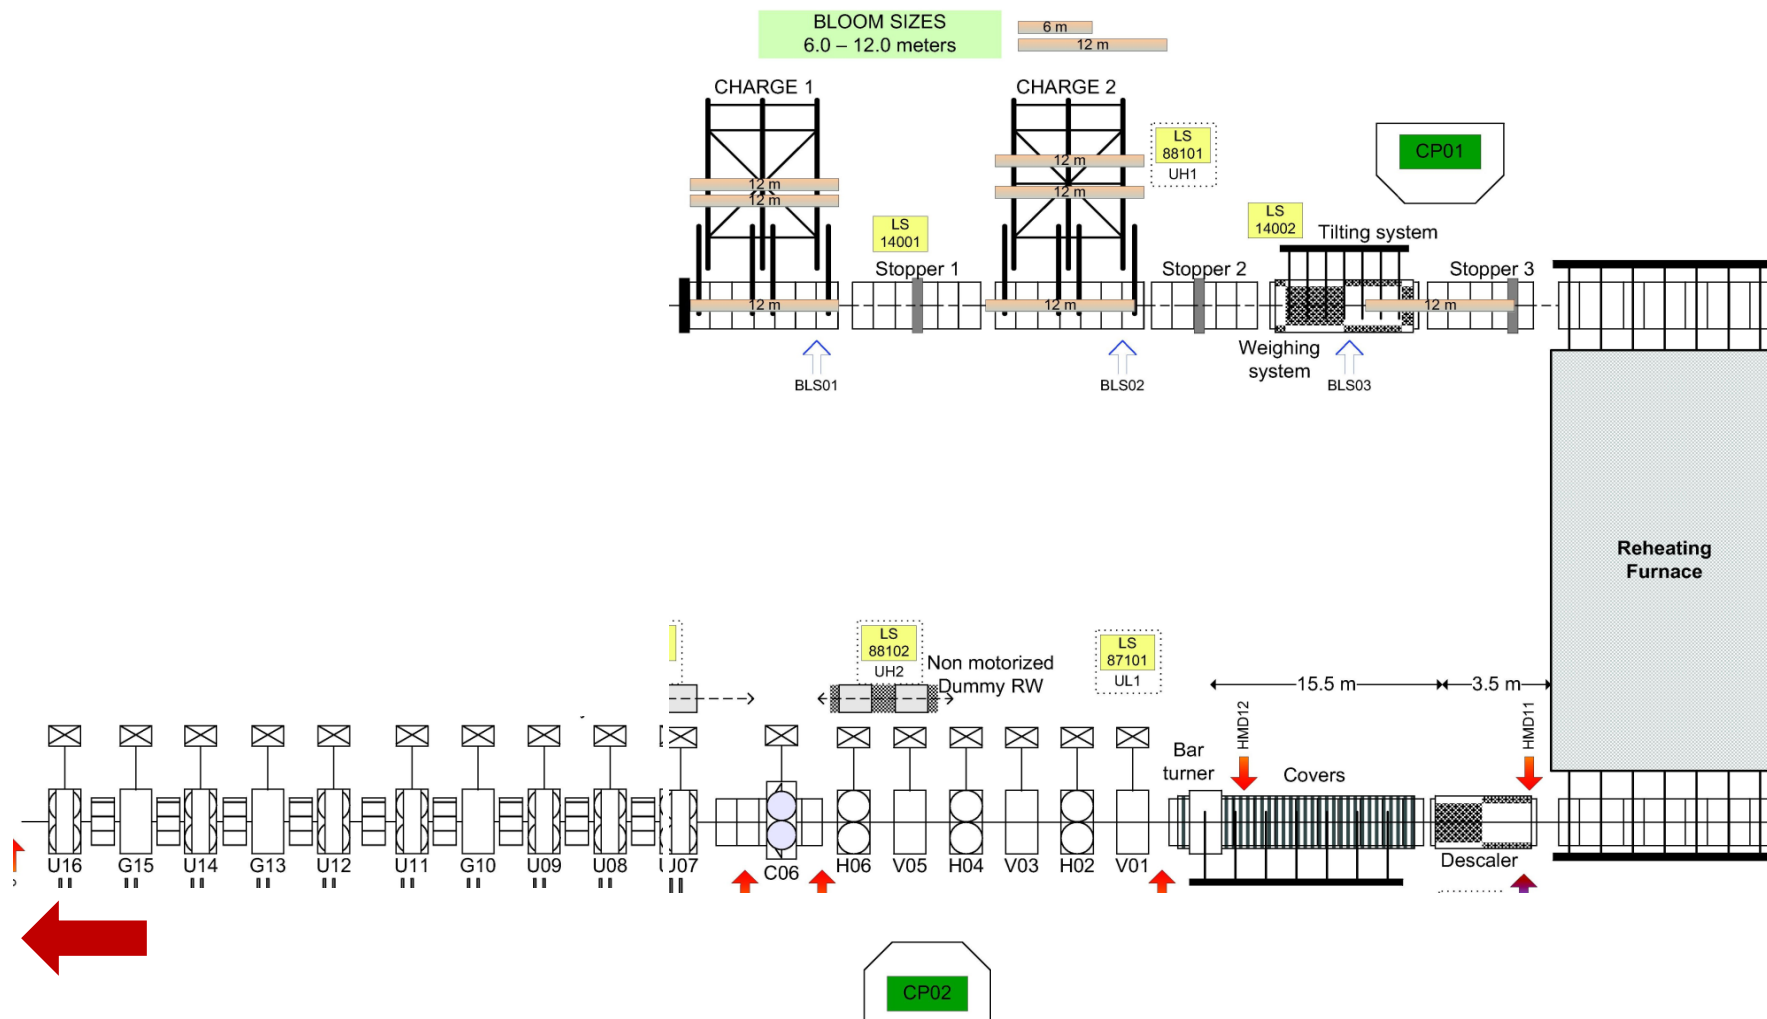 BLOOM SIZES
6.0 – 12.0 meters
6 m
12 m
CHARGE 1
CHARGE 2
LS
88101
UH1
CP01
12 m
12 m
12 m
12 m
LS
14001
LS
14002
Tilting system
Stopper 1
Stopper 2
Stopper 3
12 m
12 m
12 m
Weighing
system
BLS01
BLS02
BLS03
Reheating
Furnace
LS
88102
UH2
Non motorized
Dummy RW
LS
87101
UL1
15.5 m
3.5 m
HMD12
HMD11
Bar
turner
Covers
U16
G15
U14
G13
U12
U11
G10
U09
U08
U07
C06
H06
V05
H04
V03
H02
V01
Descaler
CP02